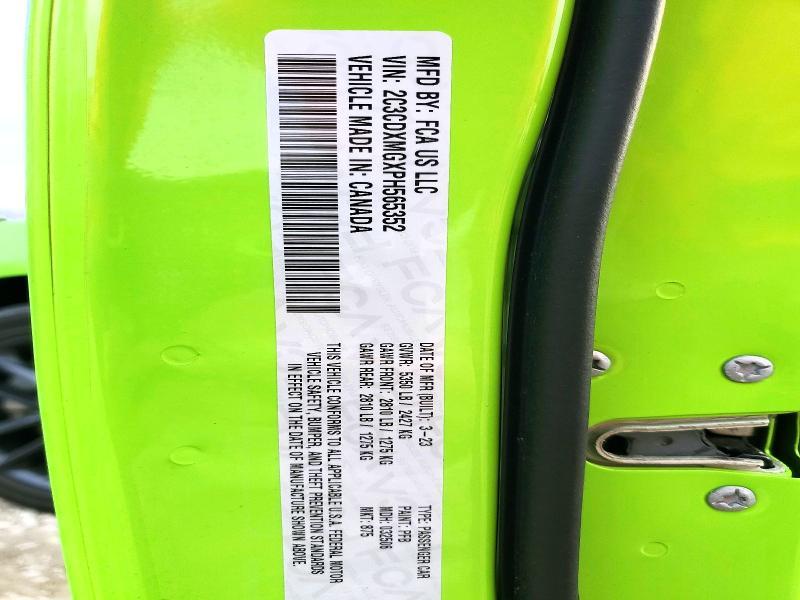 MFD BY: FCA US LLC
VIN: 2C3CDXMGXPH565352
VEHICLE MADE IN: CANADA
DATE OF MFR (BUILT): 3-23
GVWR: 5350 LB / 2427 KG
GAWR FRONT: 2810 LB / 1275 KG
GAWR REAR: 2810 LB / 1275 KG
TYPE: PASSENGER CAR
PAINT: PFB
MDH: 032506
MKT: 875
THIS VEHICLE CONFORMS TO ALL APPLICABLE U.S.A. FEDERAL MOTOR
VEHICLE SAFETY, BUMPER, AND THEFT PREVENTION STANDARDS
IN EFFECT ON THE DATE OF MANUFACTURE SHOWN ABOVE.